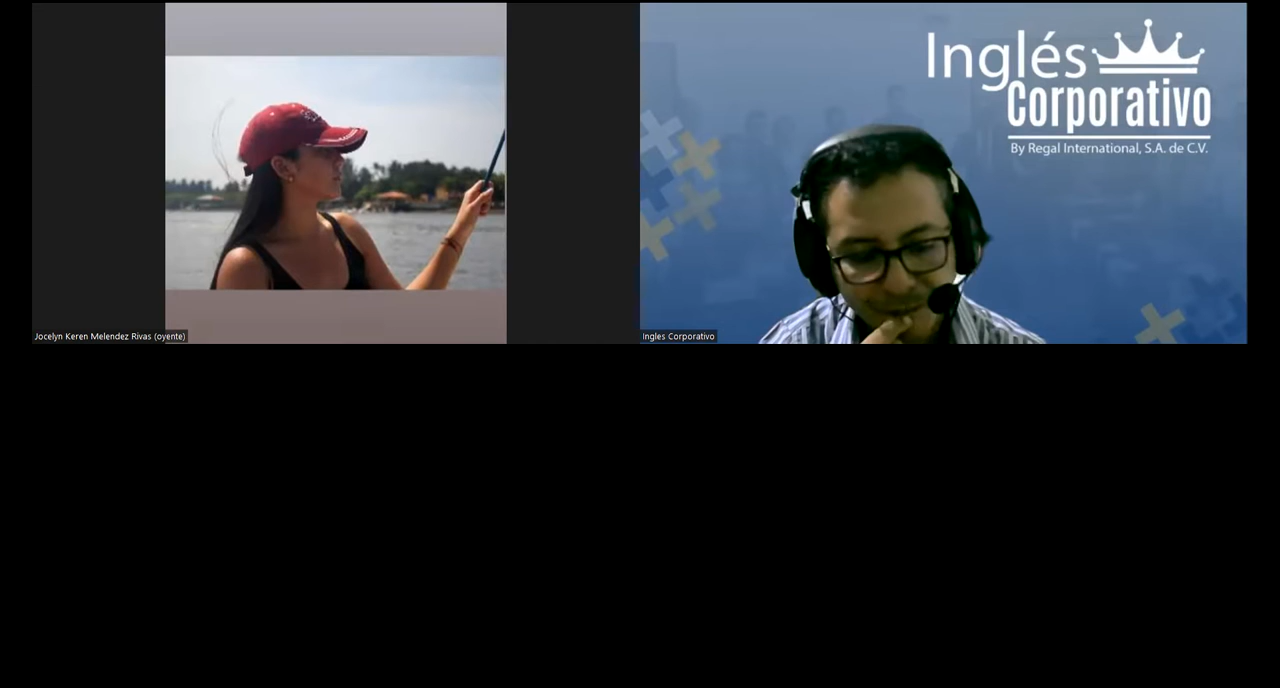 Inglés
Corporativo
By Regal International, S.A. de C.V.
Jocelyn Keren Melendez Rivas (oyente)
Ingles Corporativo